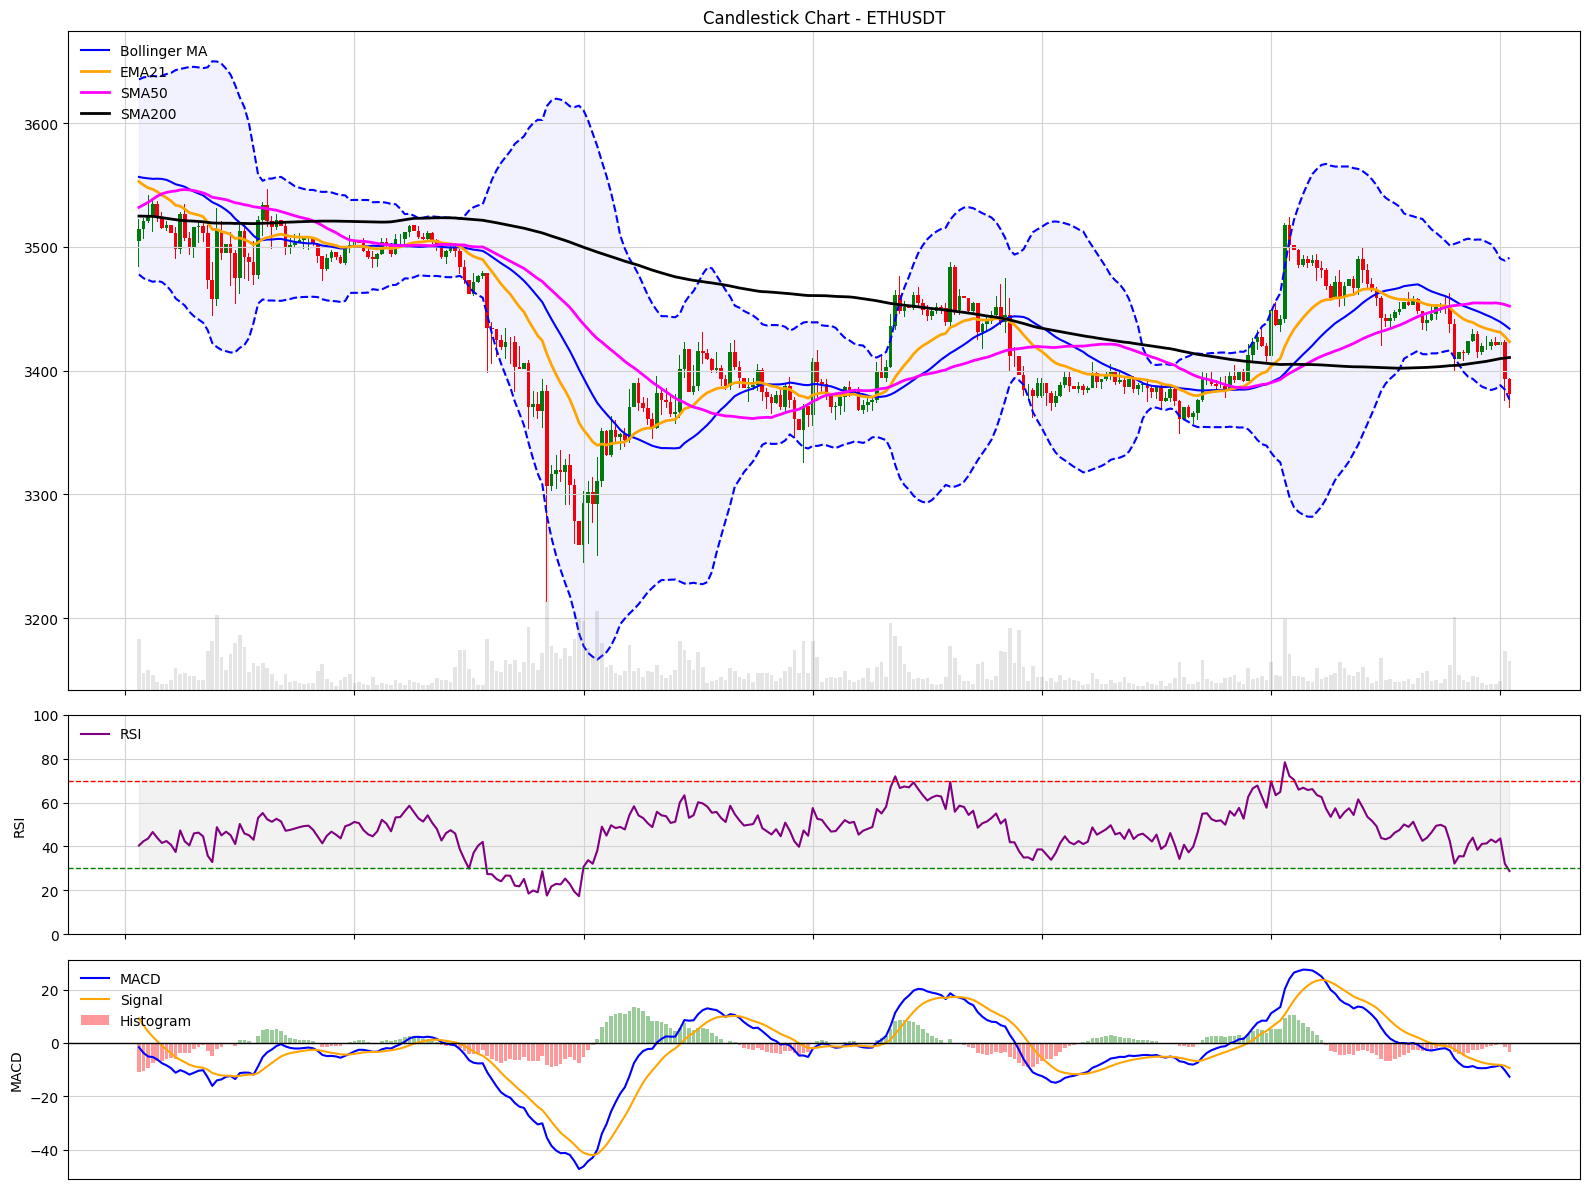 Candlestick Chart - ETHUSDT
Bollinger MA
EMA21
SMA50
SMA200
3600
3500
3400
3300
3200
100
80
60
40
20
0
RSI
RSI
20
0
−20
−40
MACD
MACD
Signal
Histogram